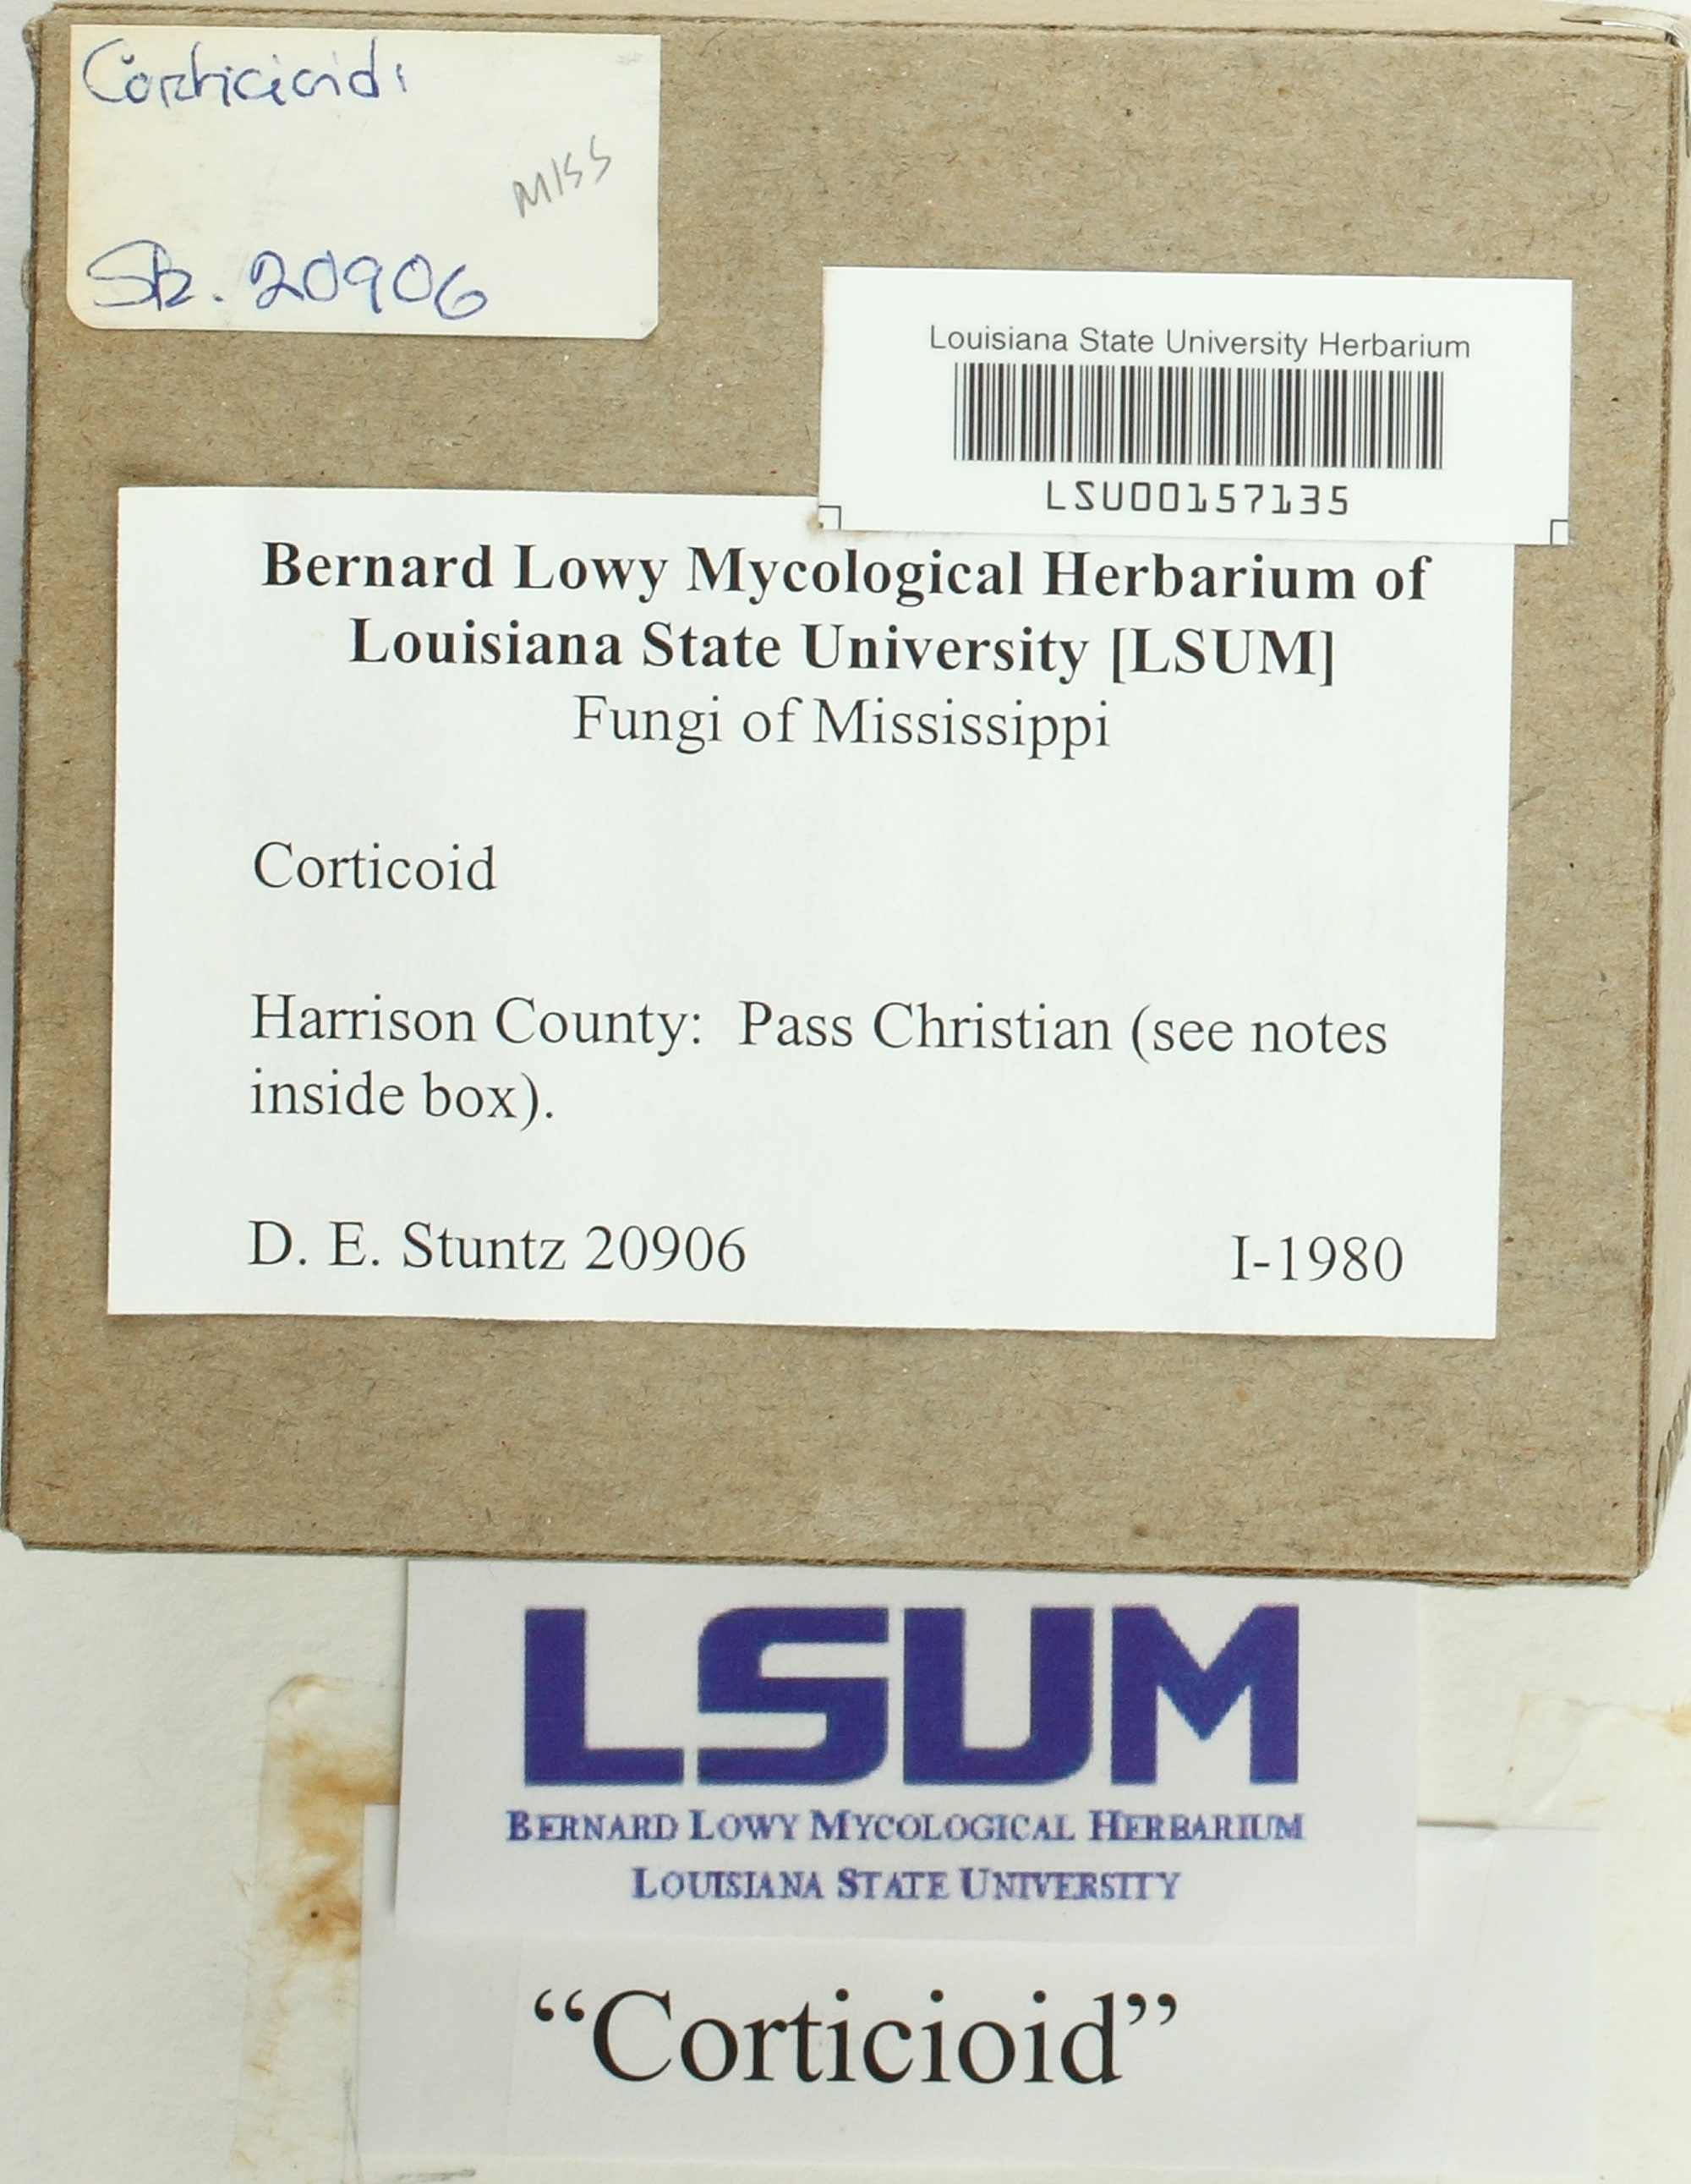 Corticioid
MISS
Stz. 20906
Louisiana State University Herbarium
LSU00157135
Bernard Lowy Mycological Herbarium of
Louisiana State University [LSUM]
Fungi of Mississippi
Corticoid
Harrison County: Pass Christian (see notes
inside box).
D. E. Stuntz 20906 I-1980
LSUM
BERNARD LOWY MYCOLOGICAL HERBARIUM
LOUISIANA STATE UNIVERSITY
“Corticioid”